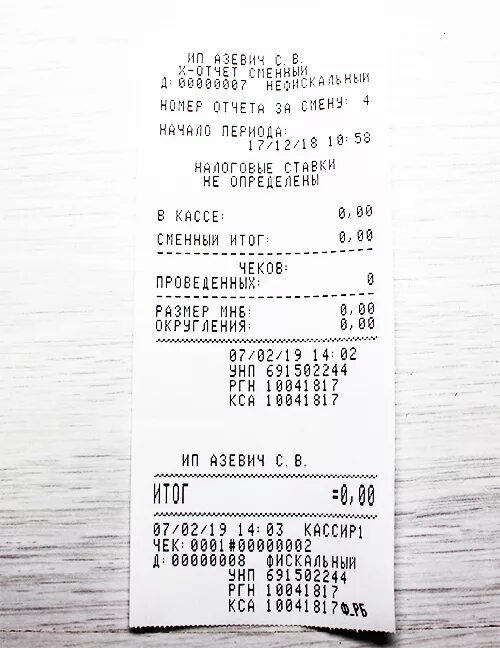 ИП АЗЕВИЧ С.В.
X-ОТЧЕТ СМЕННЫЙ
Д:00000007 НЕФИСКАЛЬНЫЙ
НОМЕР ОТЧЕТА ЗА СМЕНУ: 4
НАЧАЛО ПЕРИОДА:
17/12/18 10:58
НАЛОГОВЫЕ СТАВКИ
НЕ ОПРЕДЕЛЕНЫ
В КАССЕ: 0,00
СМЕННЫЙ ИТОГ: 0,00
ЧЕКОВ:
ПРОВЕДЕННЫХ: 0
РАЗМЕР МНБ: 0,00
ОКРУГЛЕНИЯ: 0,00
07/02/19 14:02
УНП 691502244
РГН 10041817
КСА 10041817
ИП АЗЕВИЧ С.В.
ИТОГ =0,00
07/02/19 14:03 КАССИР1
ЧЕК:0001#00000002
Д:00000008 ФИСКАЛЬНЫЙ
УНП 691502244
РГН 10041817
КСА 10041817Ф_РБ